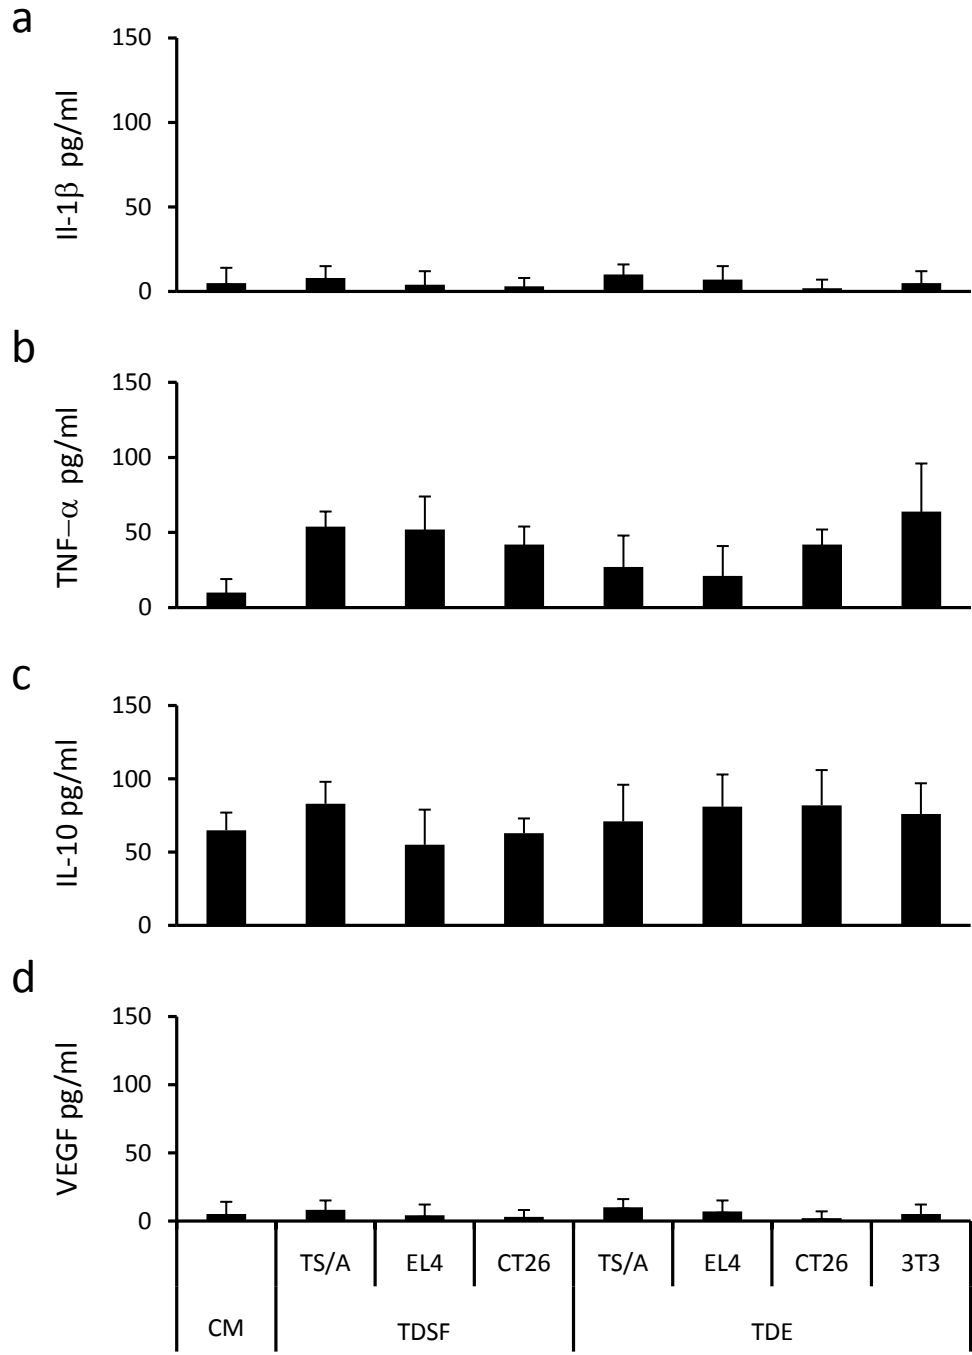 a
Il-1β pg/ml
150
100
50
0
b
TNF–α pg/ml
150
100
50
0
c
IL-10 pg/ml
150
100
50
0
d
VEGF pg/ml
150
100
50
0
TS/A EL4 CT26 TS/A EL4 CT26 3T3
CM TDSF TDE